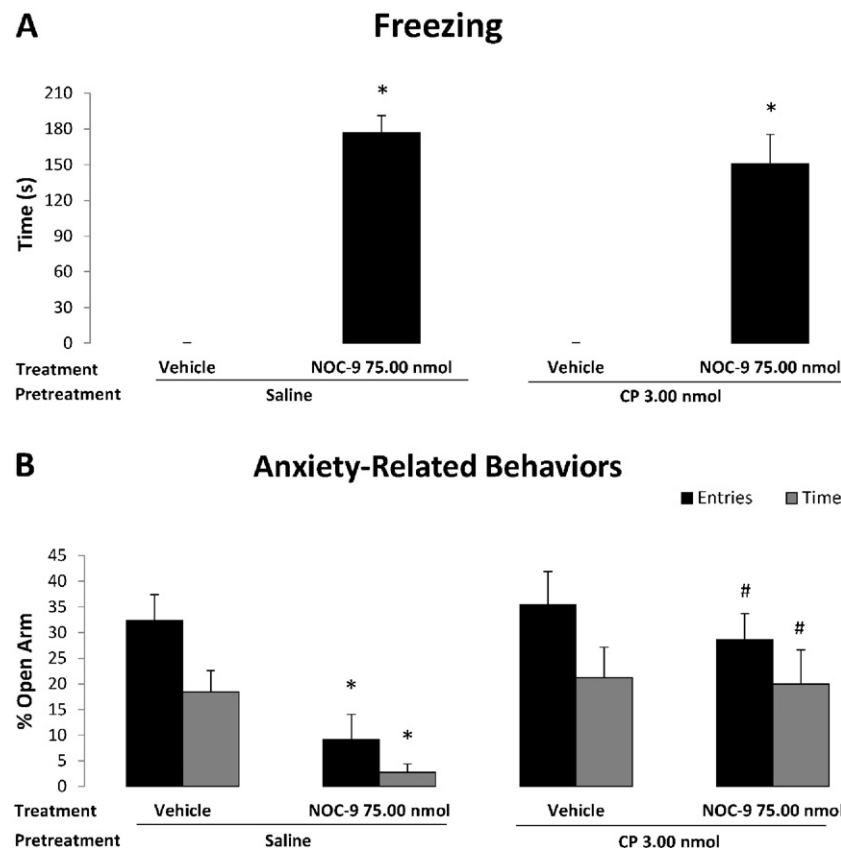 A Freezing
210
180
150
120
90
60
30
0
Time (s)
*
*
Treatment Vehicle NOC-9 75.00 nmol Vehicle NOC-9 75.00 nmol
Pretreatment Saline CP 3.00 nmol
B Anxiety-Related Behaviors
Entries Time
45
40
35
30
25
20
15
10
5
0
% Open Arm
*
*
#
#
Treatment Vehicle NOC-9 75.00 nmol Vehicle NOC-9 75.00 nmol
Pretreatment Saline CP 3.00 nmol